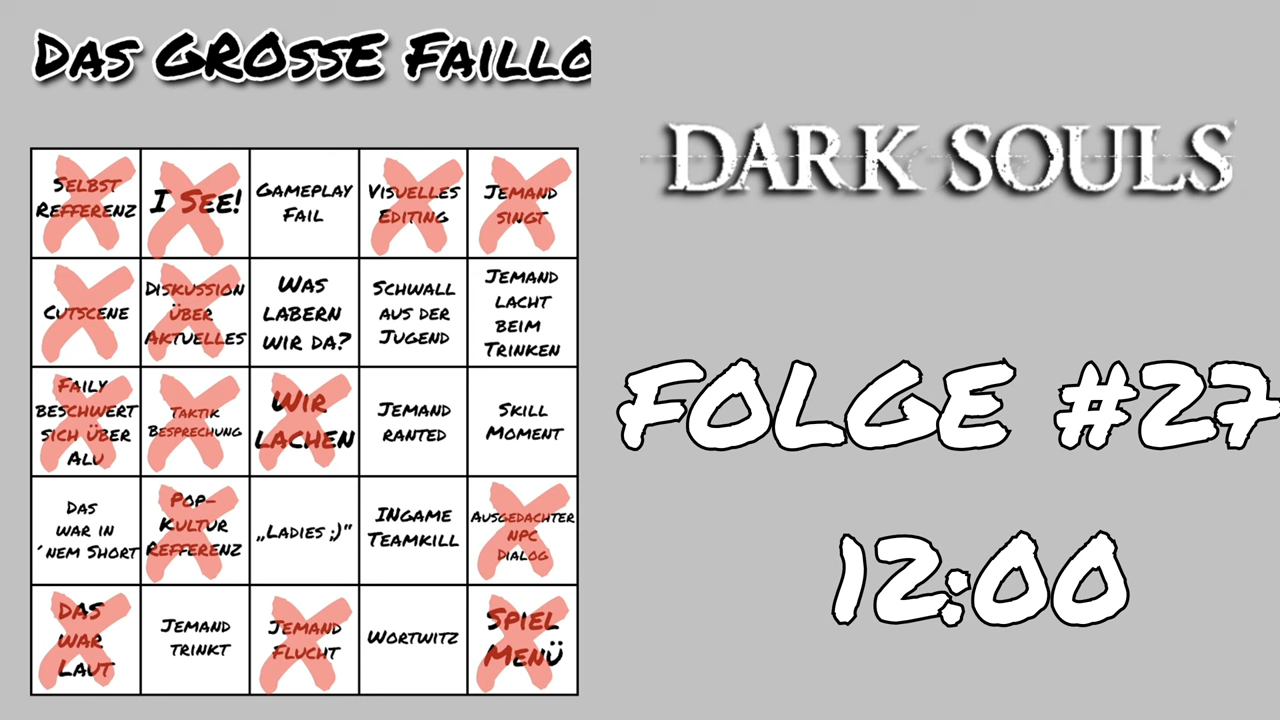 DAS GROSSE FAILLO
DARK SOULS
SELBST
REFFERENZ
I SEE!
GAMEPLAY
FAIL
VISUELLES
EDITING
JEMAND
SINGT
CUTSCENE
DISKUSSION
ÜBER
AKTUELLES
WAS
LABERN
WIR DA?
SCHWALL
AUS DER
JUGEND
JEMAND
LACHT
BEIM
TRINKEN
FAILY
BESCHWERT
SICH ÜBER
ALU
TAKTIK
BESPRECHUNG
WIR
LACHEN
JEMAND
RANTED
SKILL
MOMENT
DAS
WAR IN
´NEM SHORT
POP-
KULTUR
REFFERENZ
„LADIES ;)"
INGAME
TEAMKILL
AUSGEDACHTER
NPC
DIALOG
DAS
WAR
LAUT
JEMAND
TRINKT
JEMAND
FLUCHT
WORTWITZ
SPIEL
MENÜ
FOLGE #27
12:00